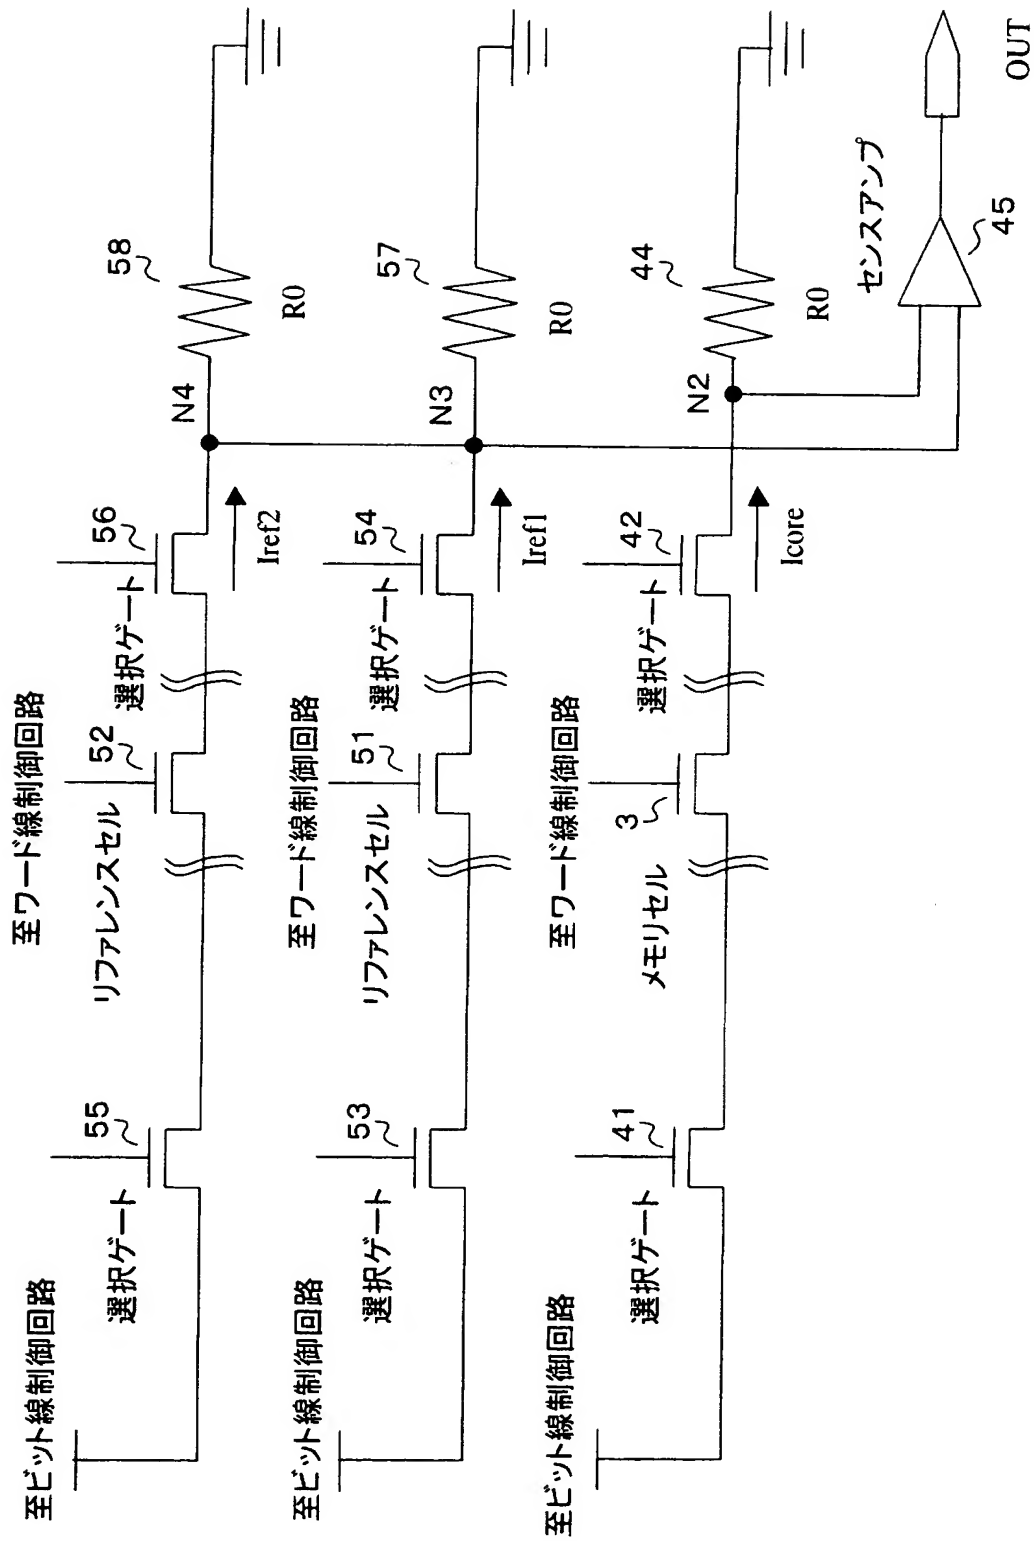 至ビット線制御回路
選択ゲート
55
至ワード線制御回路
リファレンスセル
52
選択ゲート
56
Iref2
N4
58
R0
至ビット線制御回路
選択ゲート
53
至ワード線制御回路
リファレンスセル
51
選択ゲート
54
Iref1
N3
57
R0
至ビット線制御回路
選択ゲート
41
至ワード線制御回路
メモリセル
3
選択ゲート
42
Icore
N2
44
R0
センスアンプ
45
OUT